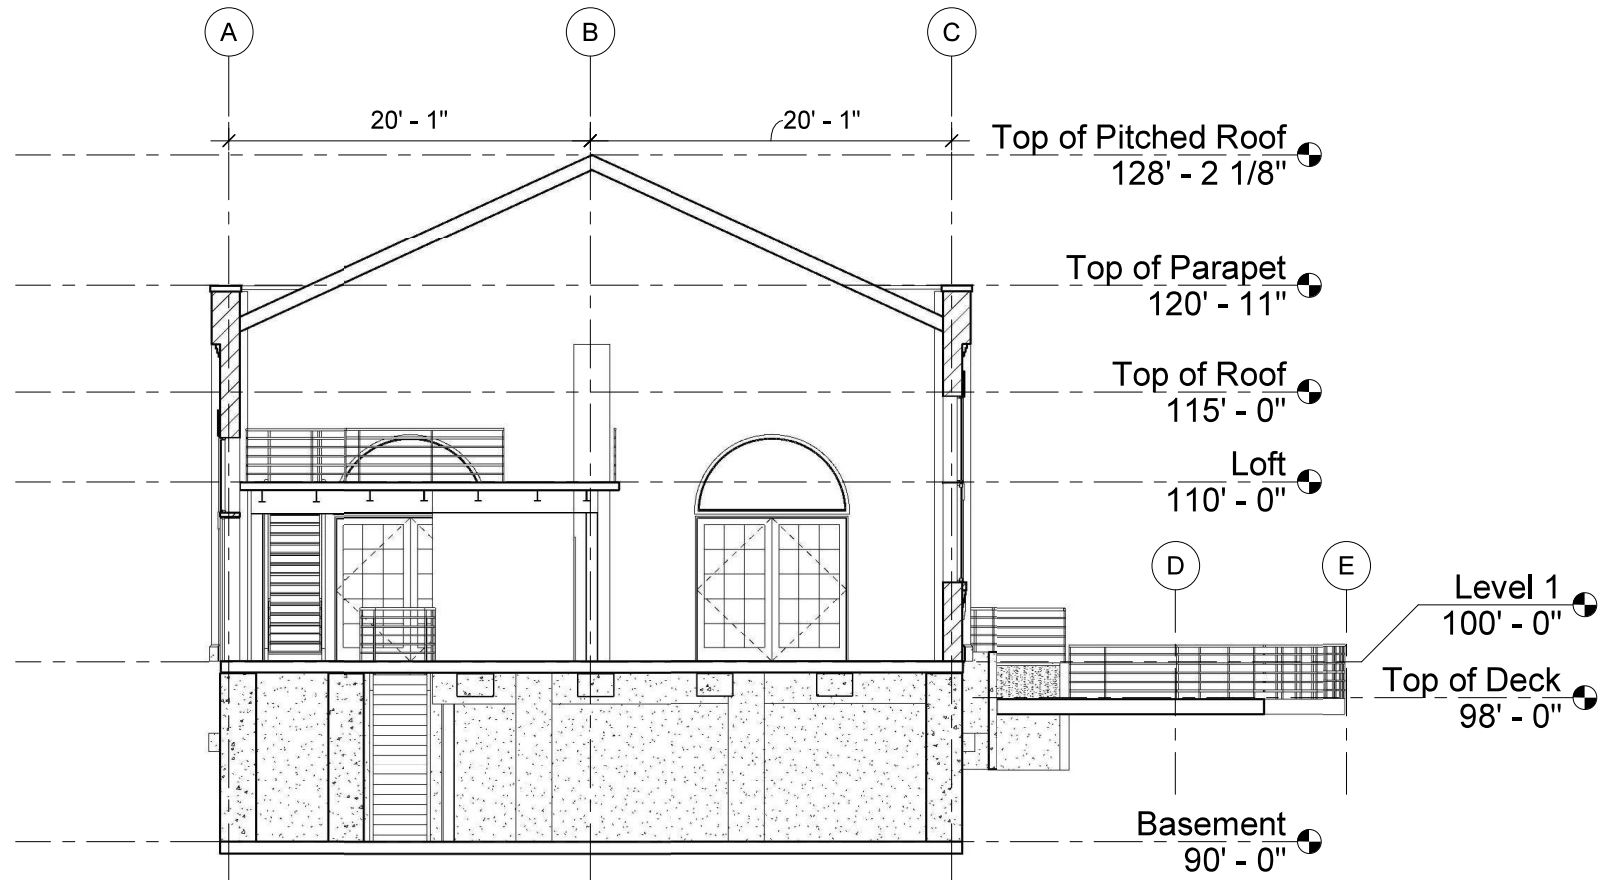 A
B
C
20' - 1"
20' - 1"
Top of Pitched Roof
128' - 2 1/8"
Top of Parapet
120' - 11"
Top of Roof
115' - 0"
Loft
110' - 0"
D
E
Level 1
100' - 0"
Top of Deck
98' - 0"
Basement
90' - 0"